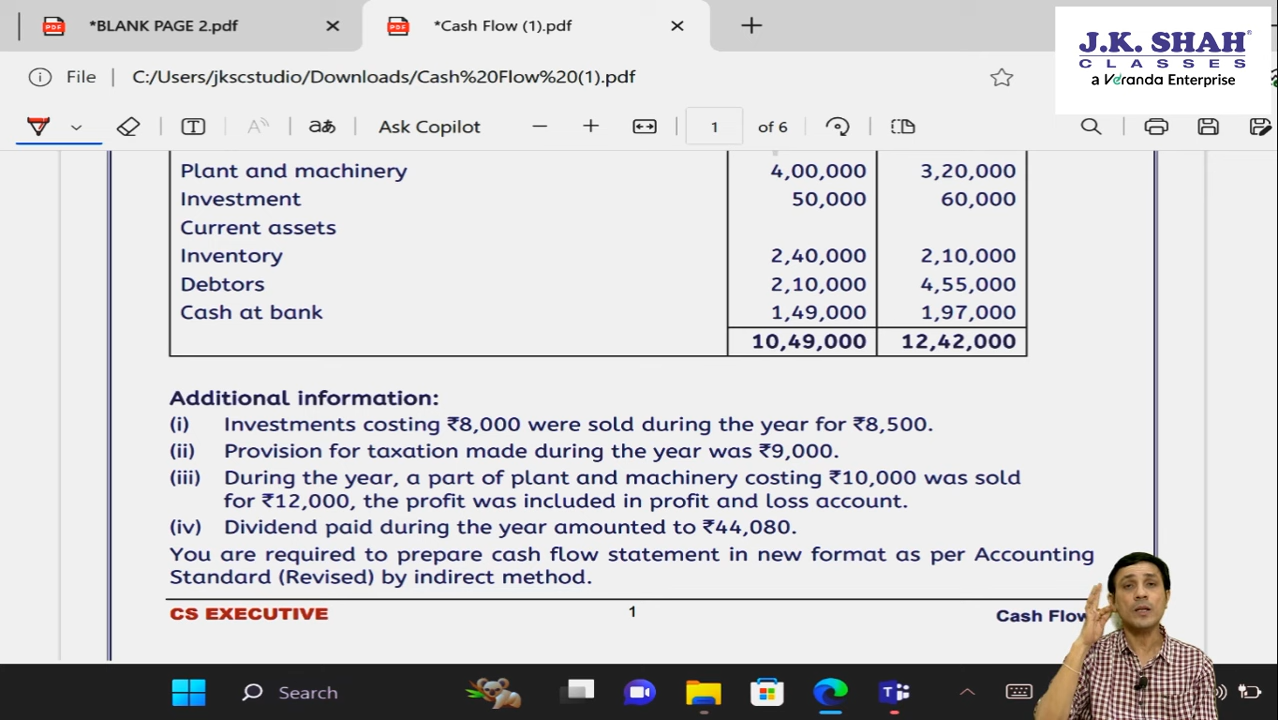 *BLANK PAGE 2.pdf
*Cash Flow (1).pdf
J.K. SHAH®
CLASSES
a Veranda Enterprise
File C:/Users/jkscstudio/Downloads/Cash%20Flow%20(1).pdf
Ask Copilot 1 of 6
Plant and machinery 4,00,000 3,20,000
Investment 50,000 60,000
Current assets
Inventory 2,40,000 2,10,000
Debtors 2,10,000 4,55,000
Cash at bank 1,49,000 1,97,000
10,49,000 12,42,000
Additional information:
(i) Investments costing ₹8,000 were sold during the year for ₹8,500.
(ii) Provision for taxation made during the year was ₹9,000.
(iii) During the year, a part of plant and machinery costing ₹10,000 was sold
for ₹12,000, the profit was included in profit and loss account.
(iv) Dividend paid during the year amounted to ₹44,080.
You are required to prepare cash flow statement in new format as per Accounting
Standard (Revised) by indirect method.
CS EXECUTIVE 1 Cash Flow
Search